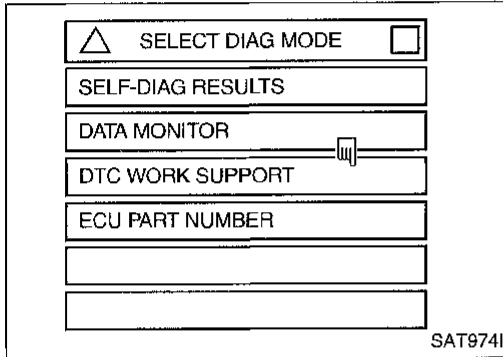 SELECT DIAG MODE
SELF-DIAG RESULTS
DATA MONITOR
DTC WORK SUPPORT
ECU PART NUMBER
SAT974I